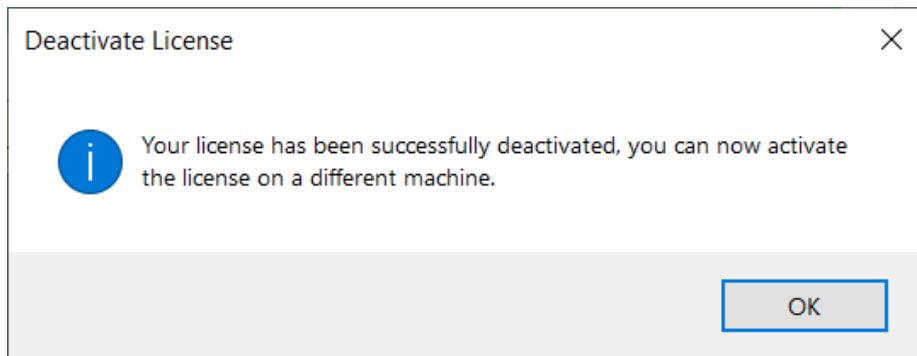 Deactivate License
Your license has been successfully deactivated, you can now activate
the license on a different machine.
OK